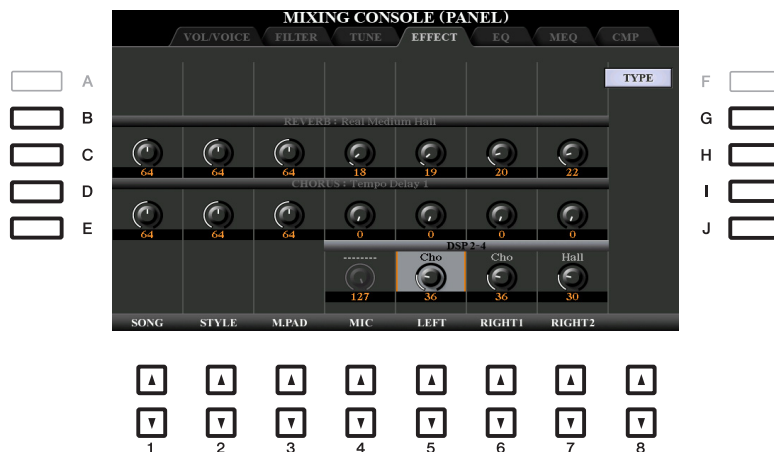 MIXING CONSOLE (PANEL)
VOL/VOICE FILTER TUNE EFFECT EQ MEQ CMP
A TYPE F
B G
REVERB : Real Medium Hall
C 64 64 64 18 19 20 22 H
CHORUS : Tempo Delay 1
D I
E 64 64 64 0 0 0 0 J
DSP 2-4
-------- Cho Cho Hall
127 36 36 30
SONG STYLE M.PAD MIC LEFT RIGHT1 RIGHT2
1 2 3 4 5 6 7 8